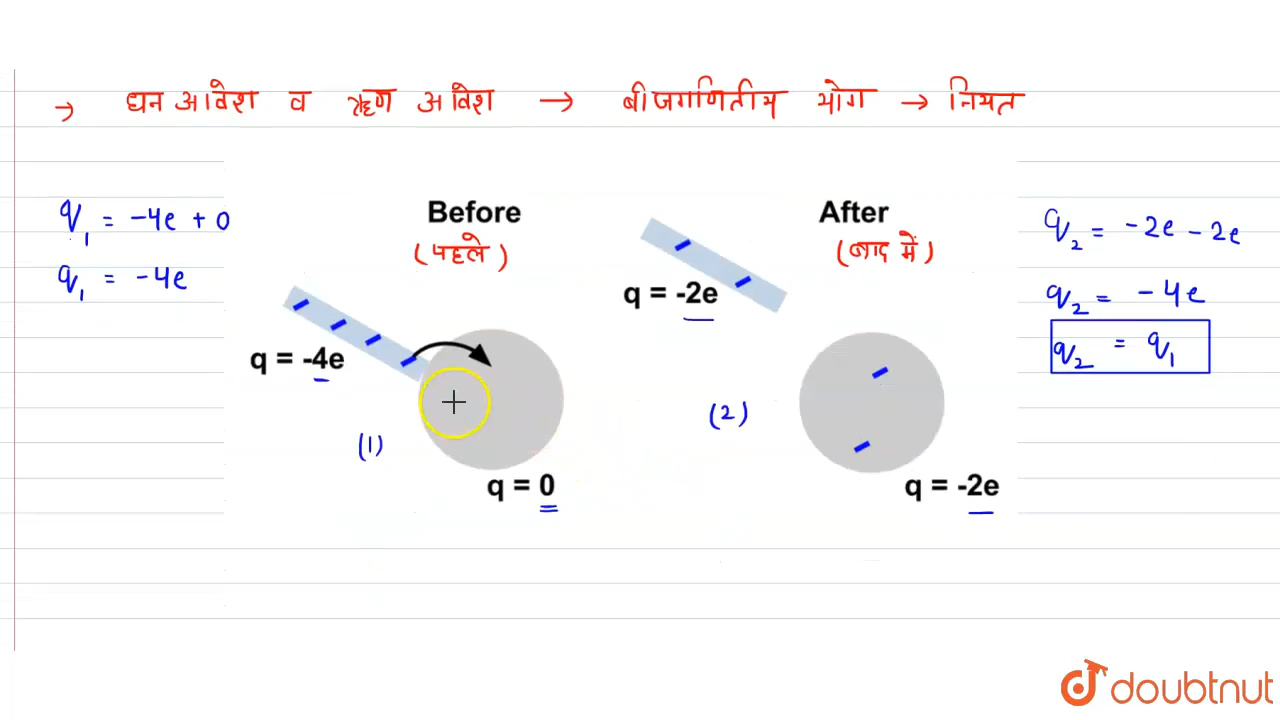 → धन आवेश व ऋण आवेश → बीजगणितीय योग → नियत
q₁ = -4e + 0
q₁ = -4e
Before
(पहले)
q = -4e
(1)
q = 0
After
(बाद में)
q = -2e
(2)
q = -2e
q₂ = -2e - 2e
q₂ = -4e
q₂ = q₁
doubtnut